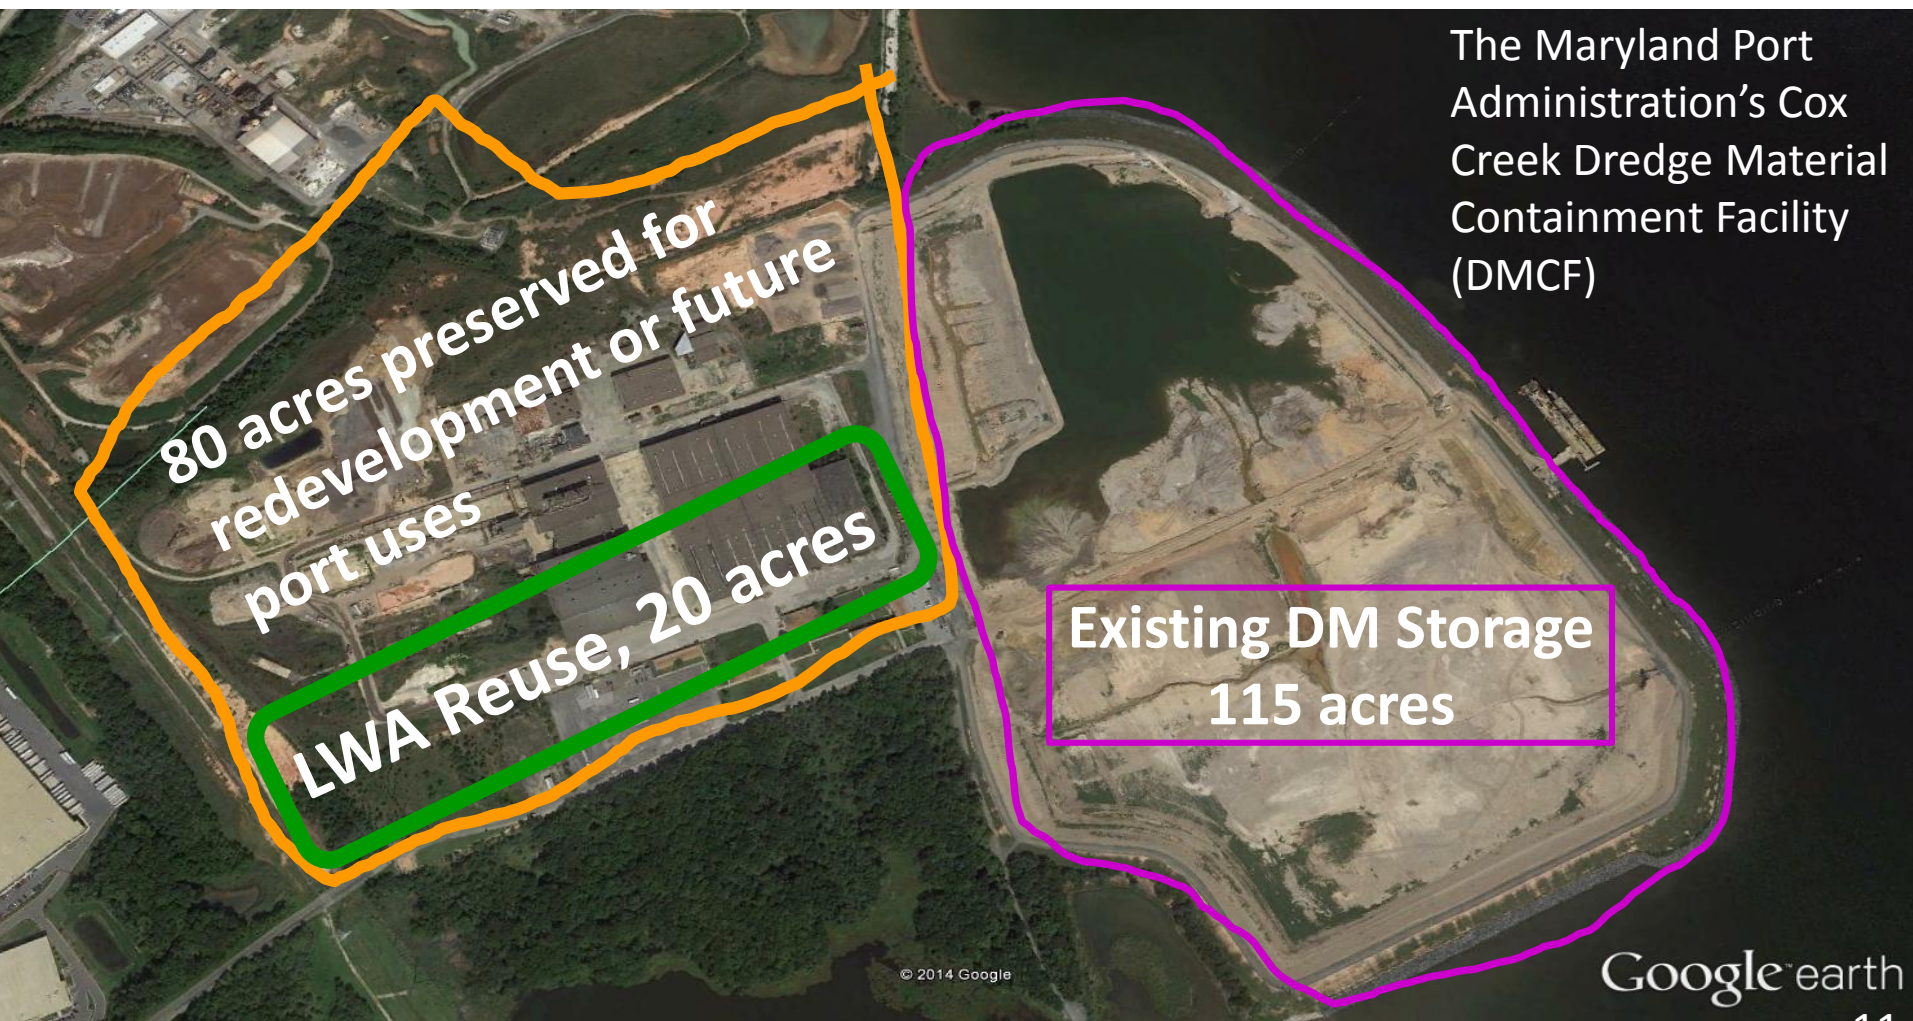 The Maryland Port
Administration’s Cox
Creek Dredge Material
Containment Facility
(DMCF)
80 acres preserved for
redevelopment or future
port uses
LWA Reuse, 20 acres
Existing DM Storage
115 acres
© 2014 Google
Google earth
11